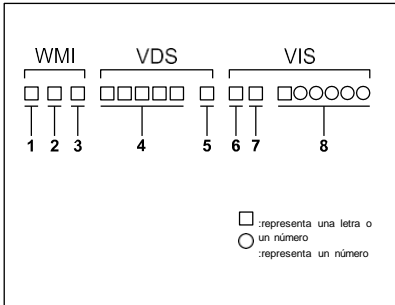 WMI VDS VIS
1 2 3 4 5 6 7 8
:representa una letra o
un número
:representa un número